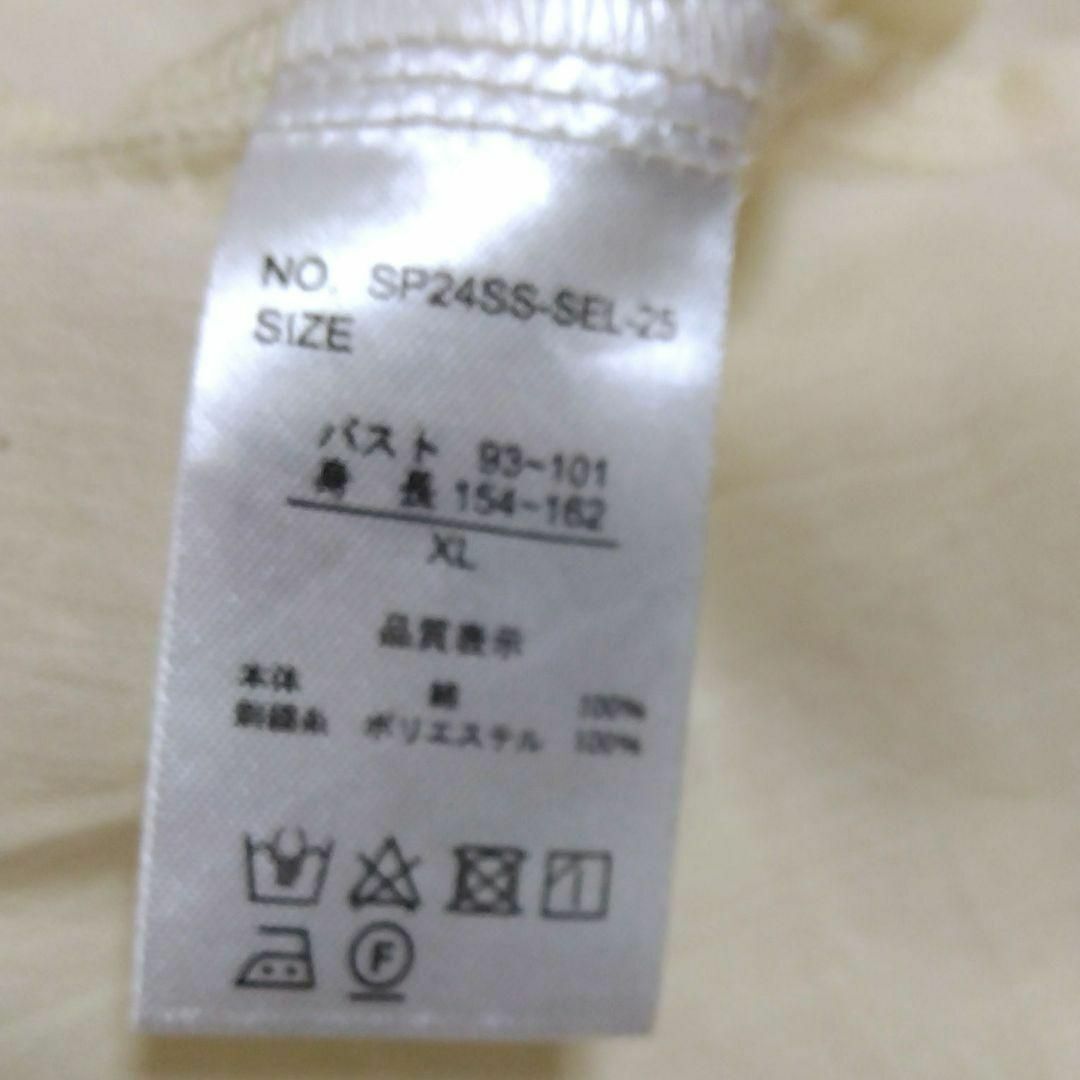 NO. SP24SS-SEL-25
SIZE
バスト 93-101
身 長 154-162
XL
品質表示
本体 綿 100%
刺繍糸 ポリエステル 100%
F